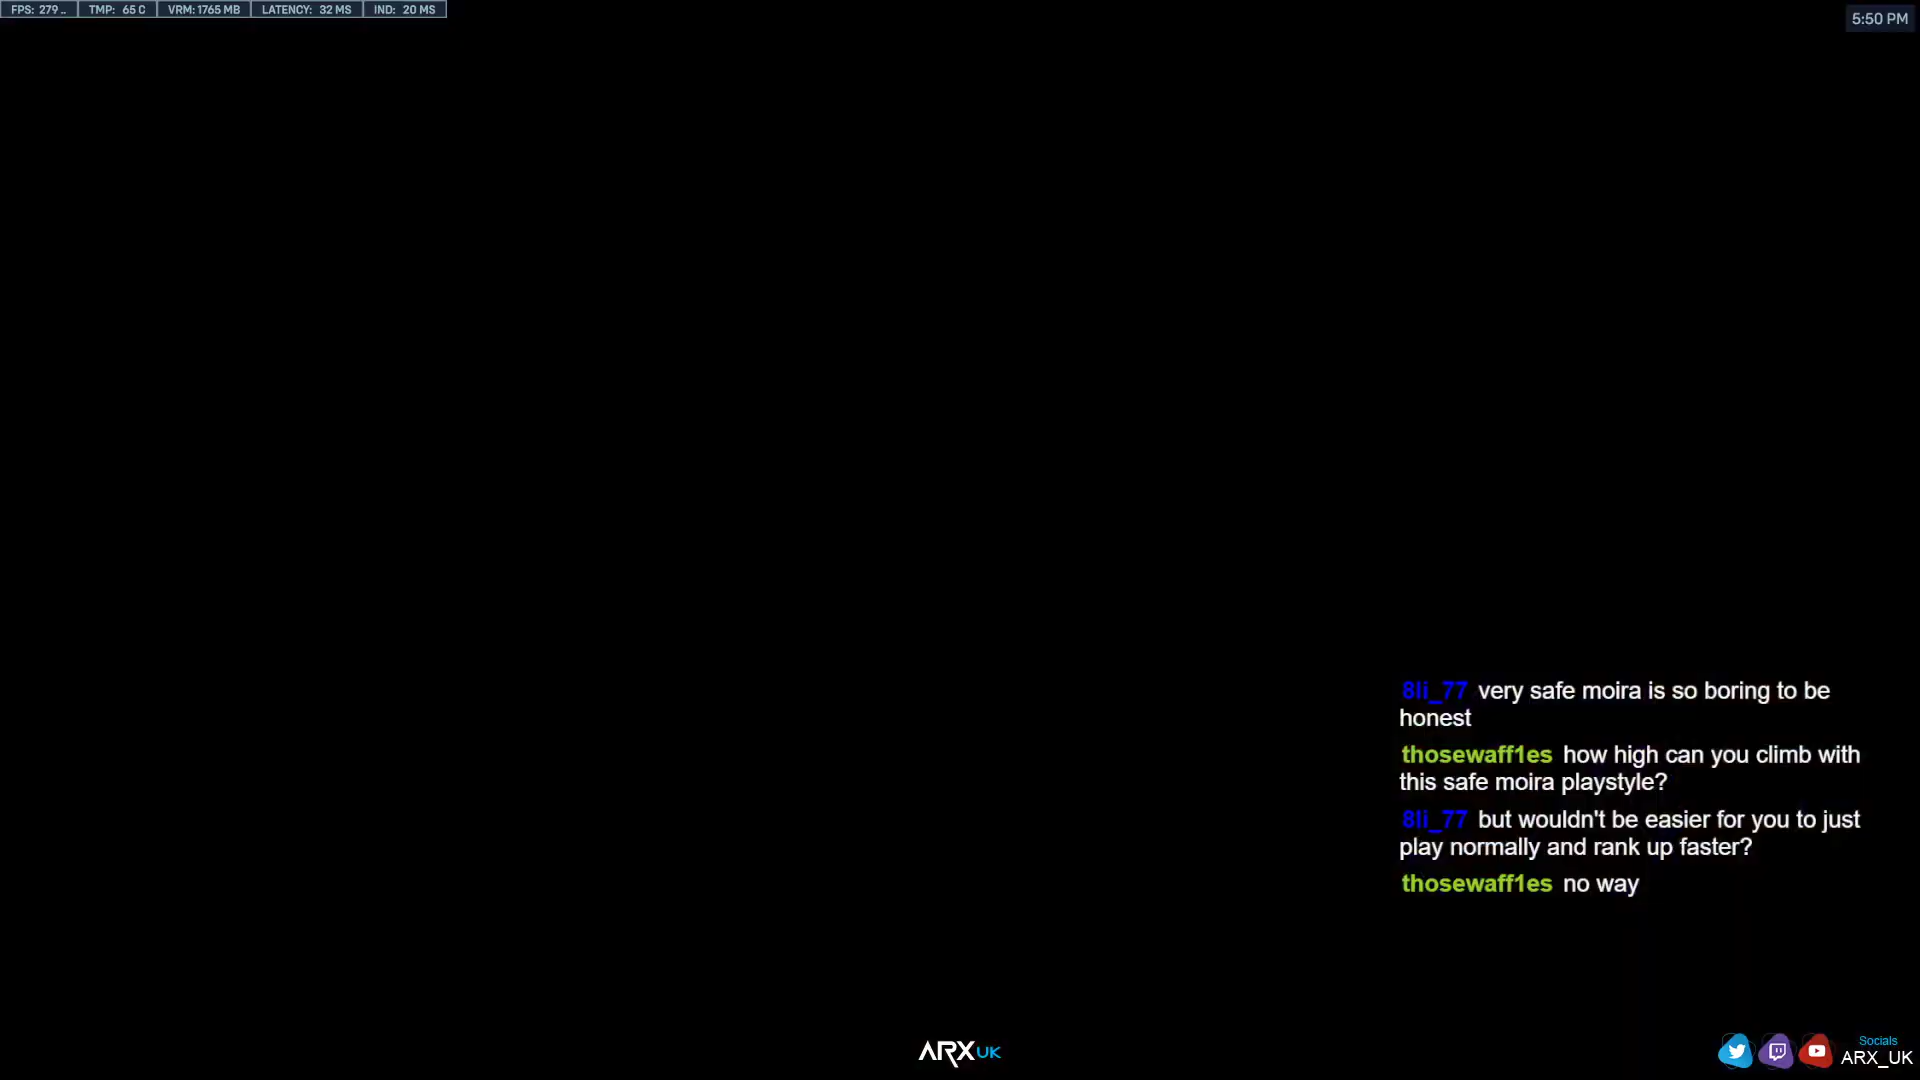 FPS: 279 .. TMP: 65 C VRM: 1765 MB LATENCY: 32 MS IND: 20 MS
5:50 PM
8li_77 very safe moira is so boring to be
honest
thosewaff1es how high can you climb with
this safe moira playstyle?
8li_77 but wouldn't be easier for you to just
play normally and rank up faster?
thosewaff1es no way
ARX UK
Socials
ARX_UK